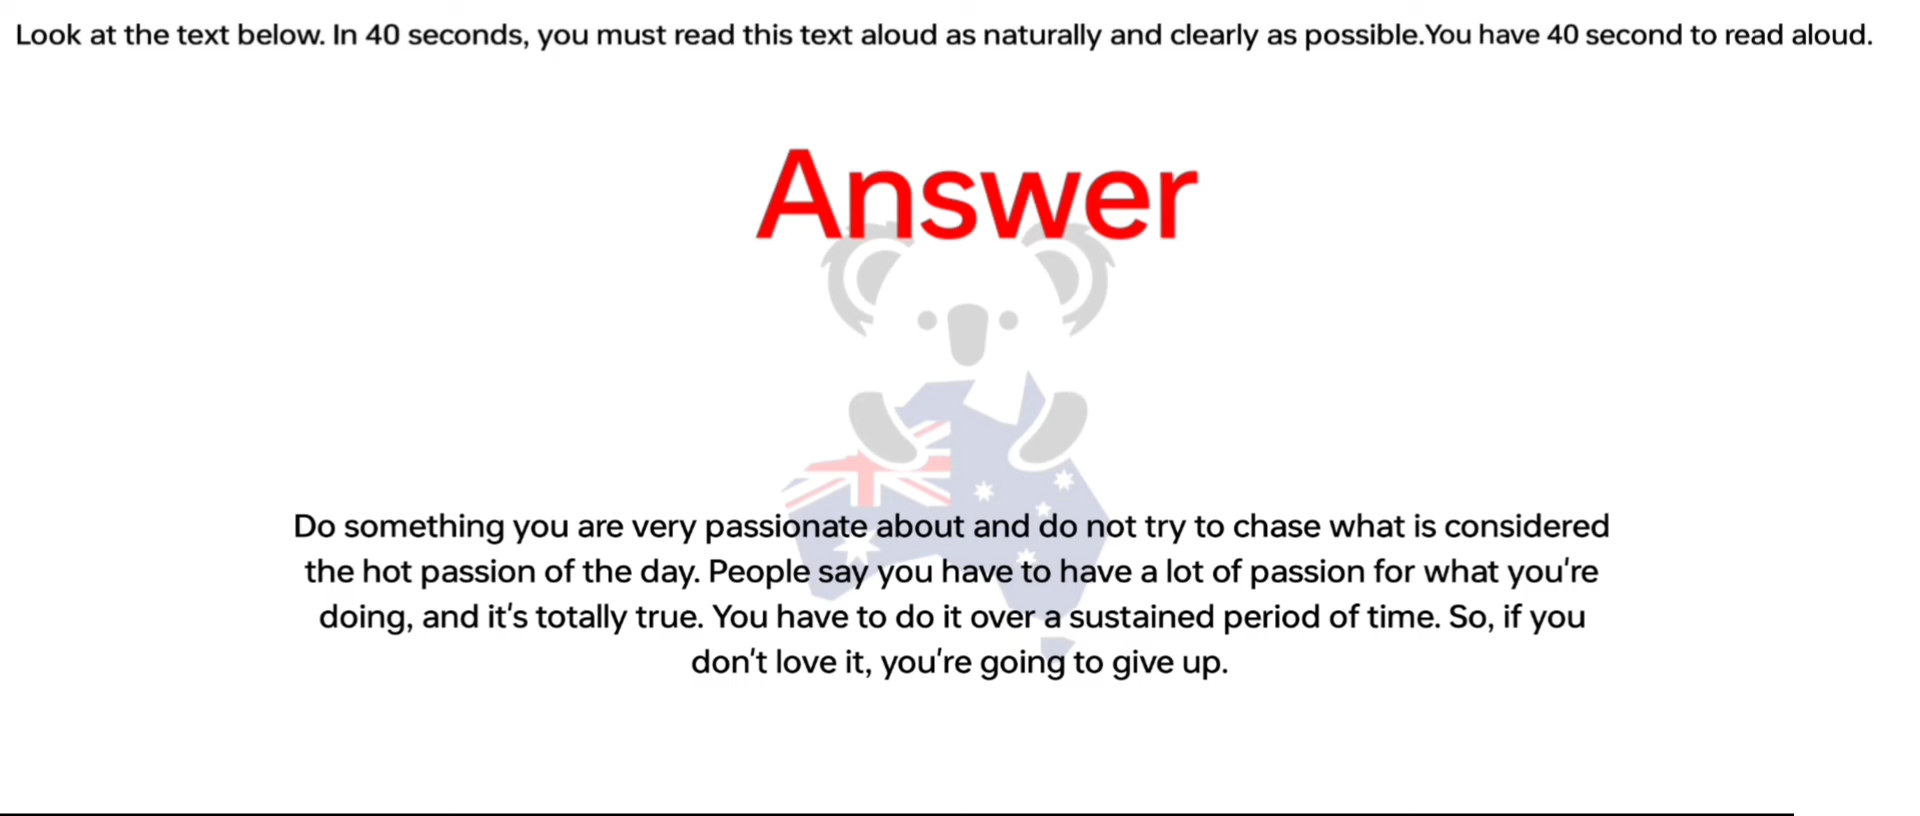 Look at the text below. In 40 seconds, you must read this text aloud as naturally and clearly as possible.You have 40 second to read aloud.
Answer
Do something you are very passionate about and do not try to chase what is considered
the hot passion of the day. People say you have to have a lot of passion for what you're
doing, and it's totally true. You have to do it over a sustained period of time. So, if you
don't love it, you're going to give up.